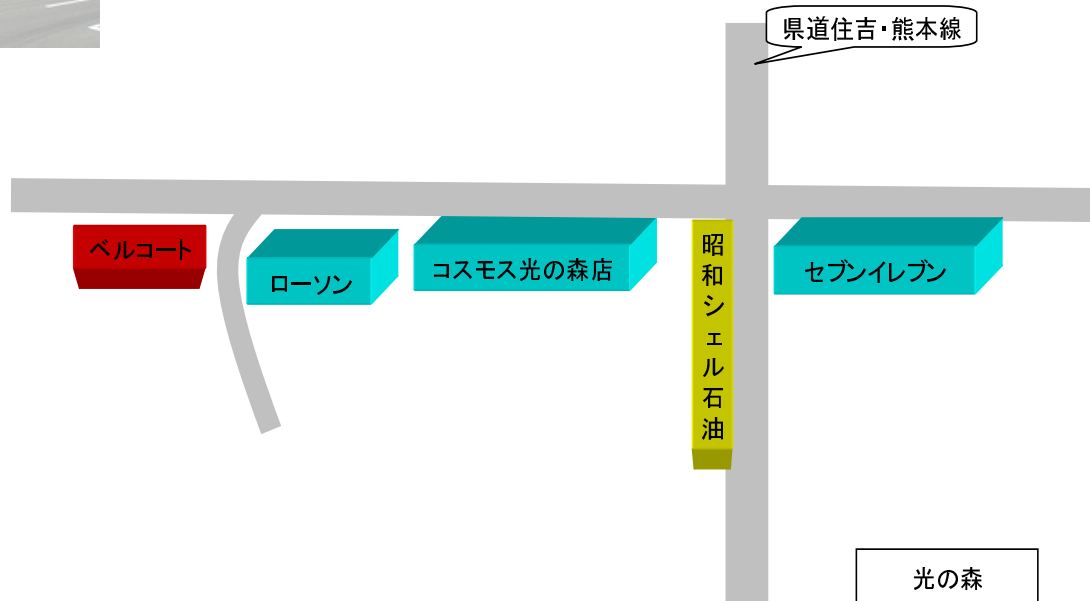 県道住吉・熊本線
ベルコート
ローソン
コスモス光の森店
昭和シェル石油
セブンイレブン
光の森